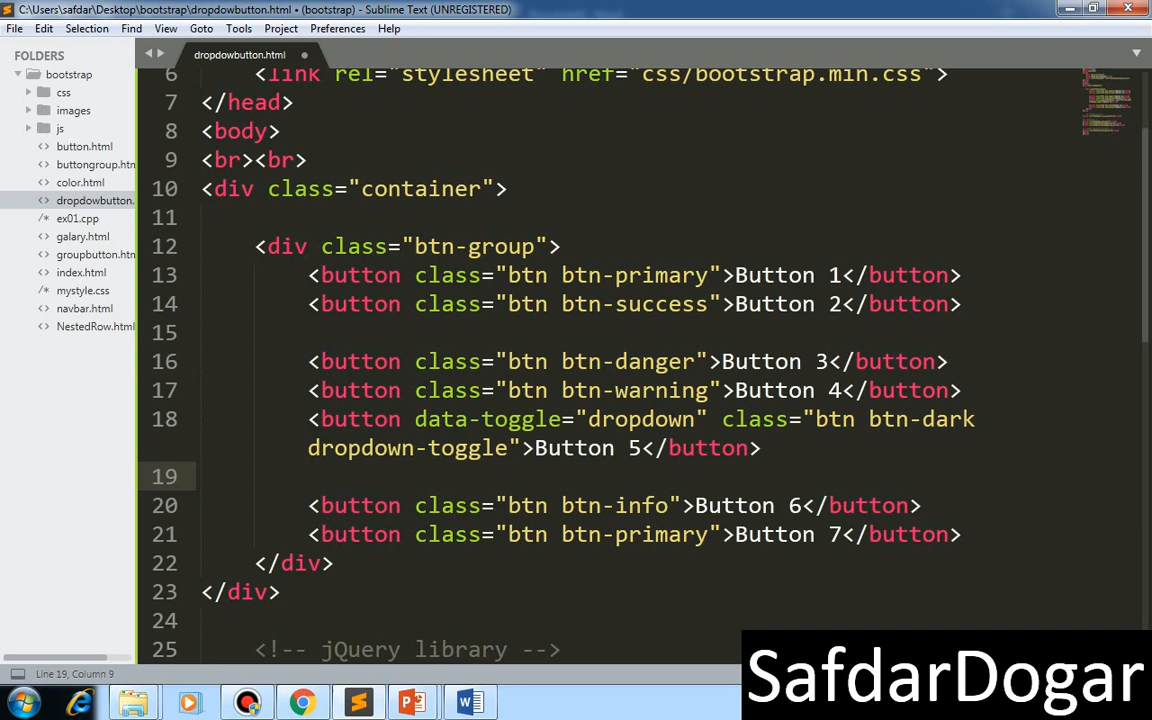 C:\Users\safdar\Desktop\bootstrap\dropdowbutton.html • (bootstrap) - Sublime Text (UNREGISTERED)
File Edit Selection Find View Goto Tools Project Preferences Help
FOLDERS
bootstrap
css
images
js
button.html
buttongroup.htn
color.html
dropdowbutton.
ex01.cpp
galary.html
groupbutton.htn
index.html
mystyle.css
navbar.html
NestedRow.html
dropdowbutton.html
6 <link rel="stylesheet" href="css/bootstrap.min.css">
7 </head>
8 <body>
9 <br><br>
10 <div class="container">
11
12 <div class="btn-group">
13 <button class="btn btn-primary">Button 1</button>
14 <button class="btn btn-success">Button 2</button>
15
16 <button class="btn btn-danger">Button 3</button>
17 <button class="btn btn-warning">Button 4</button>
18 <button data-toggle="dropdown" class="btn btn-dark
dropdown-toggle">Button 5</button>
19
20 <button class="btn btn-info">Button 6</button>
21 <button class="btn btn-primary">Button 7</button>
22 </div>
23 </div>
24
25 <!-- jQuery library -->
Line 19, Column 9
SafdarDogar